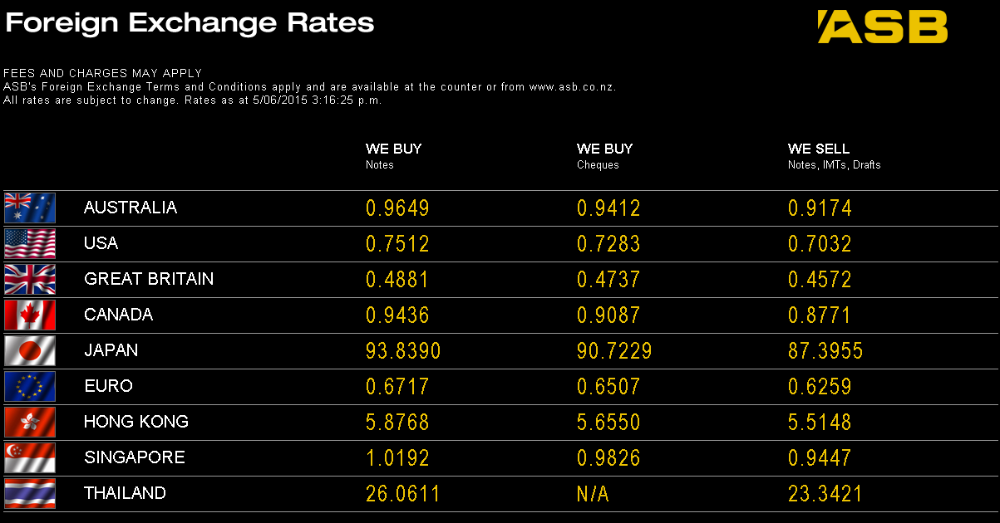 Foreign Exchange Rates ASB
FEES AND CHARGES MAY APPLY
ASB's Foreign Exchange Terms and Conditions apply and are available at the counter or from www.asb.co.nz.
All rates are subject to change. Rates as at 5/06/2015 3:16:25 p.m.
WE BUY WE BUY WE SELL
Notes Cheques Notes, IMTs, Drafts
AUSTRALIA 0.9649 0.9412 0.9174
USA 0.7512 0.7283 0.7032
GREAT BRITAIN 0.4881 0.4737 0.4572
CANADA 0.9436 0.9087 0.8771
JAPAN 93.8390 90.7229 87.3955
EURO 0.6717 0.6507 0.6259
HONG KONG 5.8768 5.6550 5.5148
SINGAPORE 1.0192 0.9826 0.9447
THAILAND 26.0611 N/A 23.3421